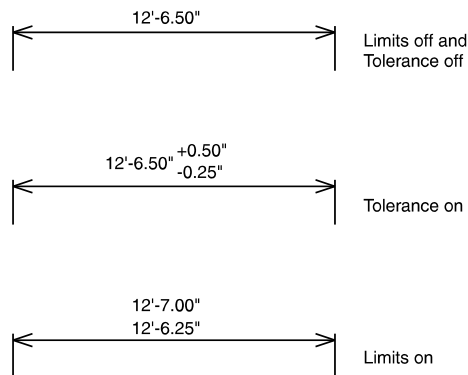 12'-6.50"
Limits off and
Tolerance off
12'-6.50" +0.50"
-0.25"
Tolerance on
12'-7.00"
12'-6.25"
Limits on